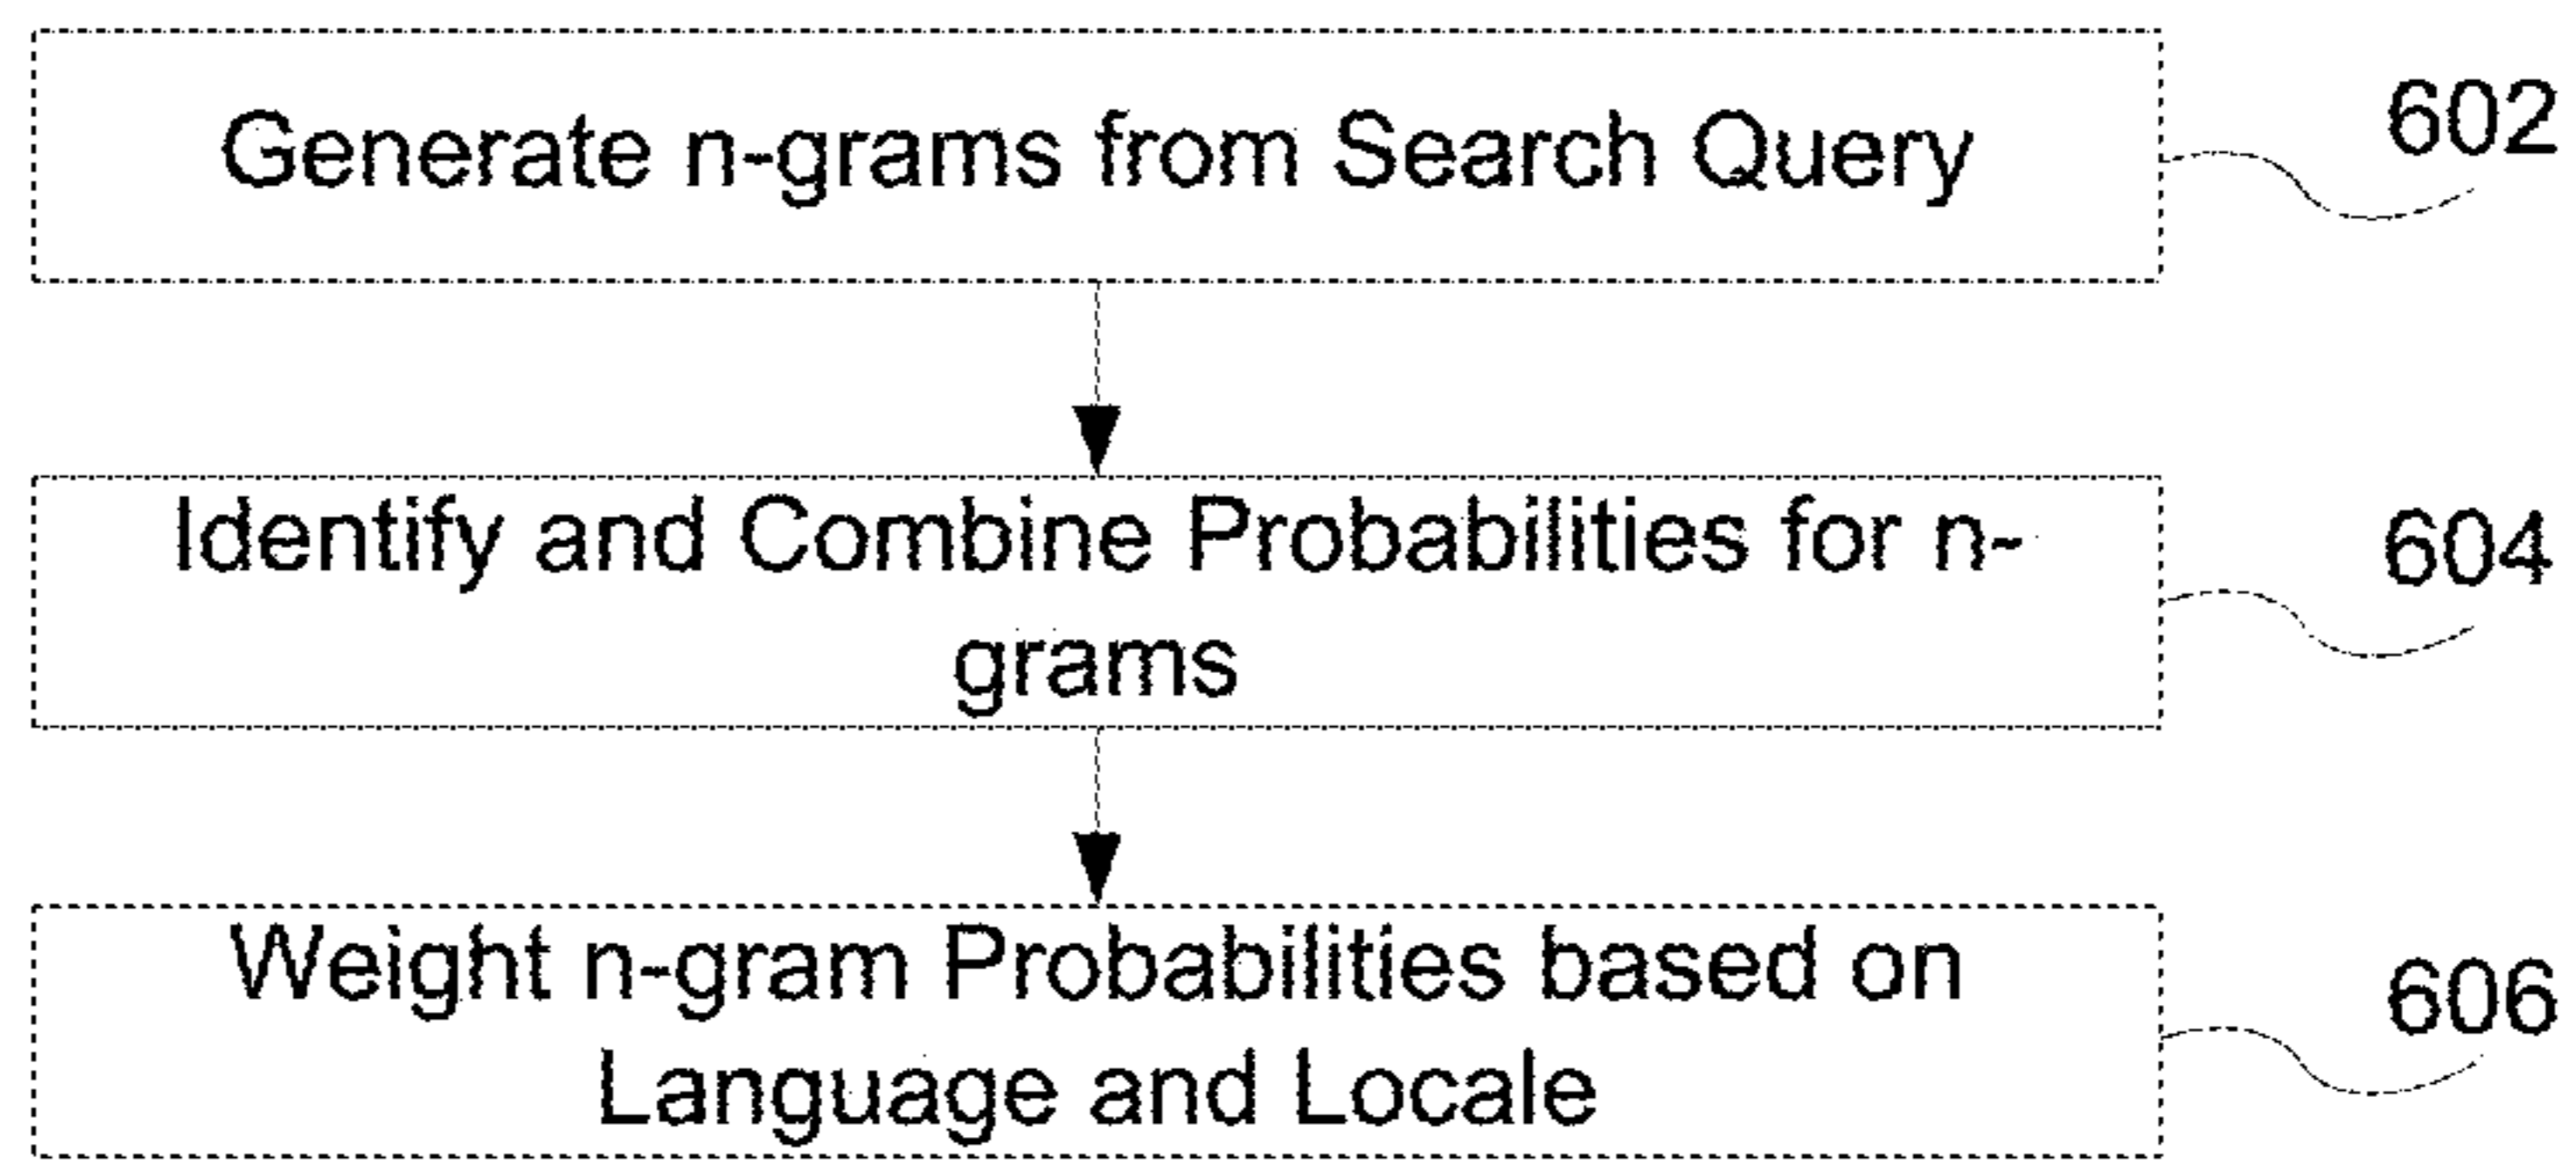 Generate n-grams from Search Query
602
Identify and Combine Probabilities for n-
grams
604
Weight n-gram Probabilities based on
Language and Locale
606